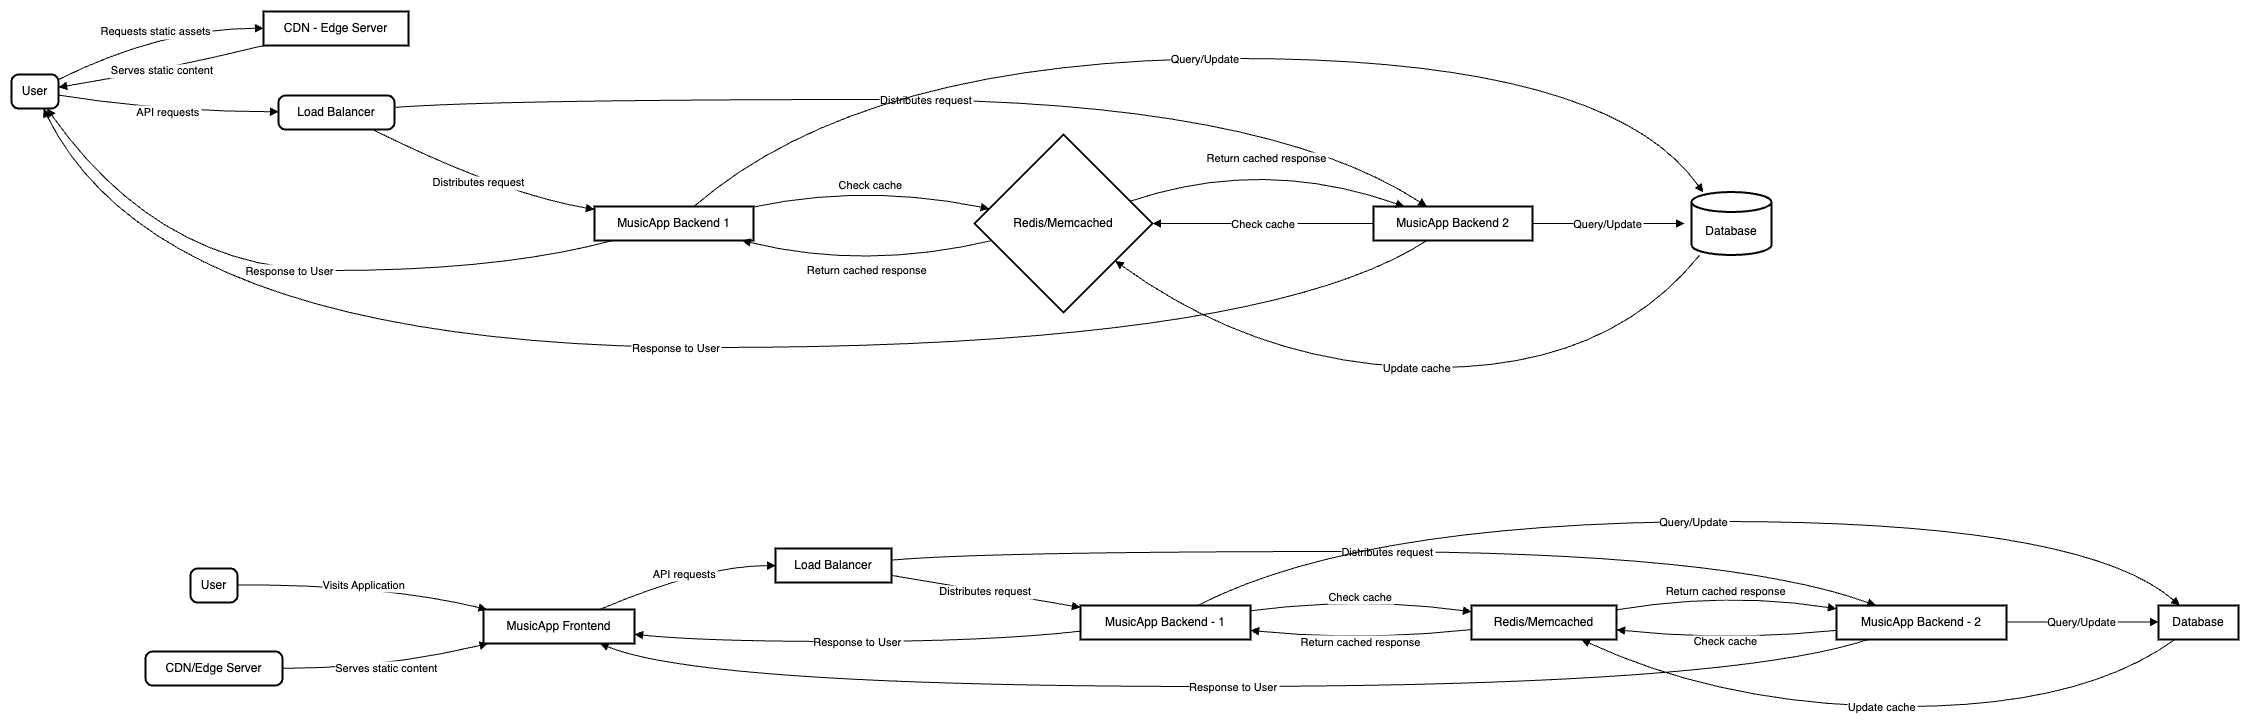 Requests static assets
CDN - Edge Server
Serves static content
User
API requests
Load Balancer
Query/Update
Distributes request
Distributes request
Return cached response
Check cache
MusicApp Backend 1
Redis/Memcached
Check cache
MusicApp Backend 2
Query/Update
Database
Response to User
Return cached response
Response to User
Update cache
Query/Update
Distributes request
User
Visits Application
API requests
Load Balancer
Distributes request
Check cache
Return cached response
MusicApp Frontend
MusicApp Backend - 1
Redis/Memcached
MusicApp Backend - 2
Query/Update
Database
Response to User
Return cached response
Check cache
CDN/Edge Server
Serves static content
Response to User
Update cache